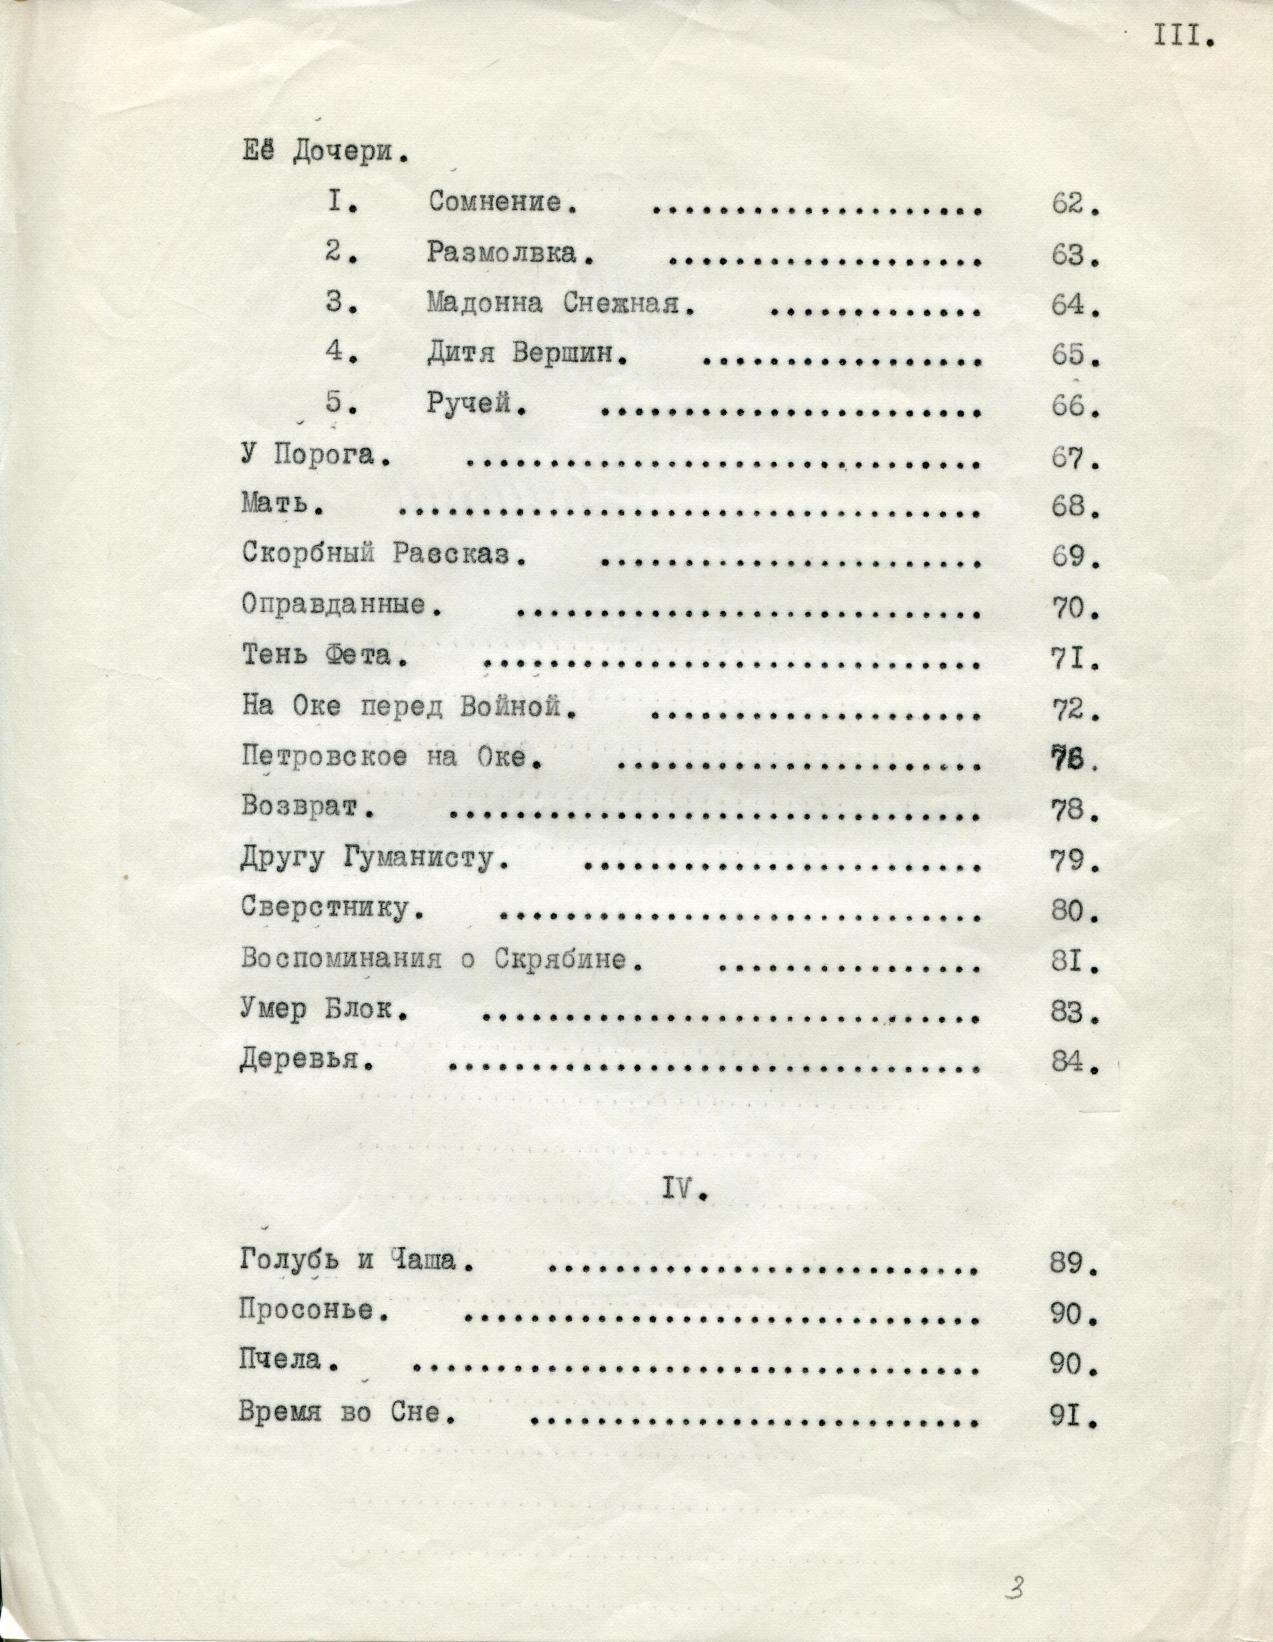 III.
Её Дочери.
I. Сомнение. .................... 62.
2. Размолвка. ................... 63.
3. Мадонна Снежная. ............. 64.
4. Дитя Вершин. ................. 65.
5. Ручей. ....................... 66.
У Порога. ............................... 67.
Мать. ................................... 68.
Скорбный Рассказ. ....................... 69.
Оправданные. ............................ 70.
Тень Фета. .............................. 7I.
На Оке перед Войной. .................... 72.
Петровское на Оке. ...................... 76.
Возврат. ................................ 78.
Другу Гуманисту. ........................ 79.
Сверстнику. ............................. 80.
Воспоминания о Скрябине. ................ 8I.
Умер Блок. .............................. 83.
Деревья. ................................ 84.
IV.
Голубь и Чаша. .......................... 89.
Просонье. ............................... 90.
Пчела. .................................. 90.
Время во Сне. ........................... 9I.
3